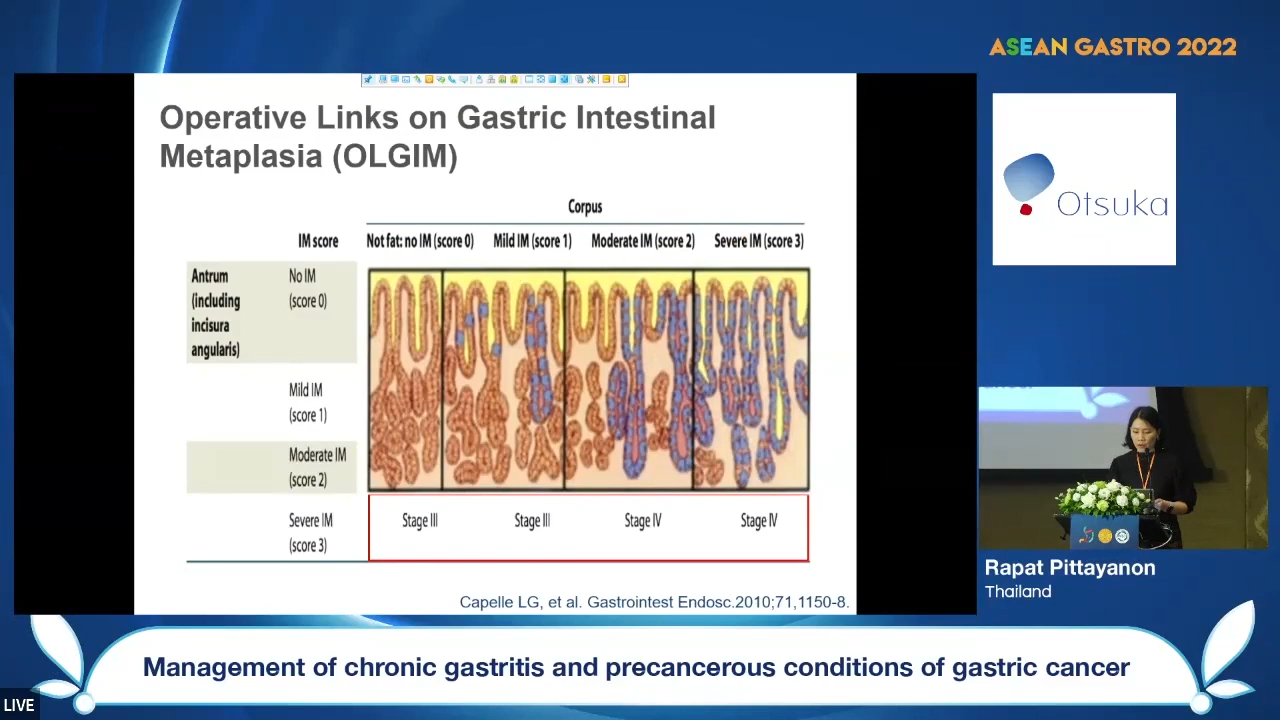 ASEAN GASTRO 2022
Operative Links on Gastric Intestinal
Metaplasia (OLGIM)
Corpus
IM score
Not fat: no IM (score 0)
Mild IM (score 1)
Moderate IM (score 2)
Severe IM (score 3)
Antrum
(including
incisura
angularis)
No IM
(score 0)
Mild IM
(score 1)
Moderate IM
(score 2)
Severe IM
(score 3)
Stage III
Stage III
Stage IV
Stage IV
Capelle LG, et al. Gastrointest Endosc.2010;71,1150-8.
Otsuka
Rapat Pittayanon
Thailand
Management of chronic gastritis and precancerous conditions of gastric cancer
LIVE